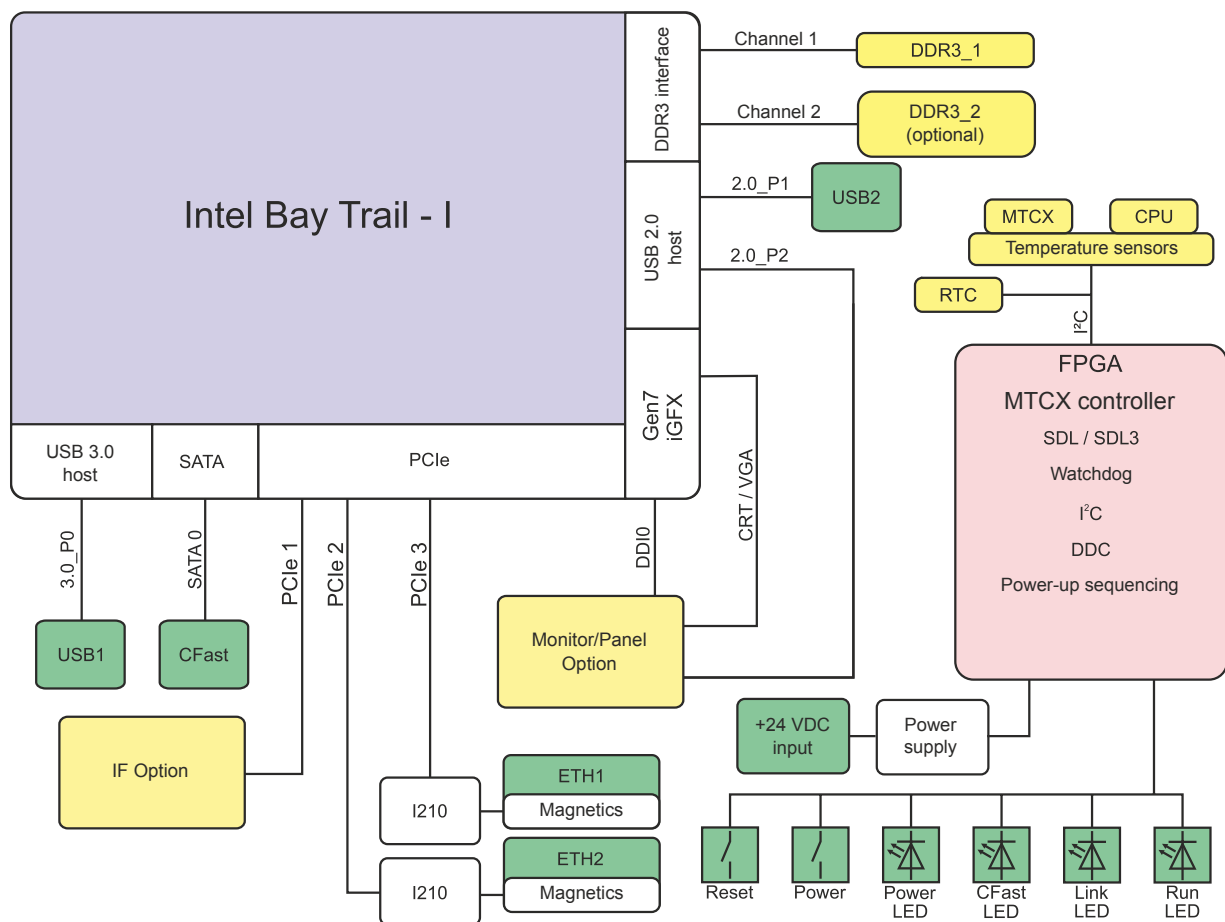 Intel Bay Trail - I
DDR3 interface
Channel 1
DDR3_1
Channel 2
DDR3_2
(optional)
USB 2.0
host
2.0_P1
USB2
2.0_P2
MTCX
CPU
Temperature sensors
RTC
I²C
FPGA
MTCX controller
SDL / SDL3
Watchdog
I²C
DDC
Power-up sequencing
Gen7
iGFX
CRT / VGA
USB 3.0
host
SATA
PCIe
3.0_P0
SATA 0
PCIe 1
PCIe 2
PCIe 3
DDI0
USB1
CFast
Monitor/Panel
Option
IF Option
+24 VDC
input
Power
supply
I210
ETH1
Magnetics
I210
ETH2
Magnetics
Reset
Power
Power
LED
CFast
LED
Link
LED
Run
LED